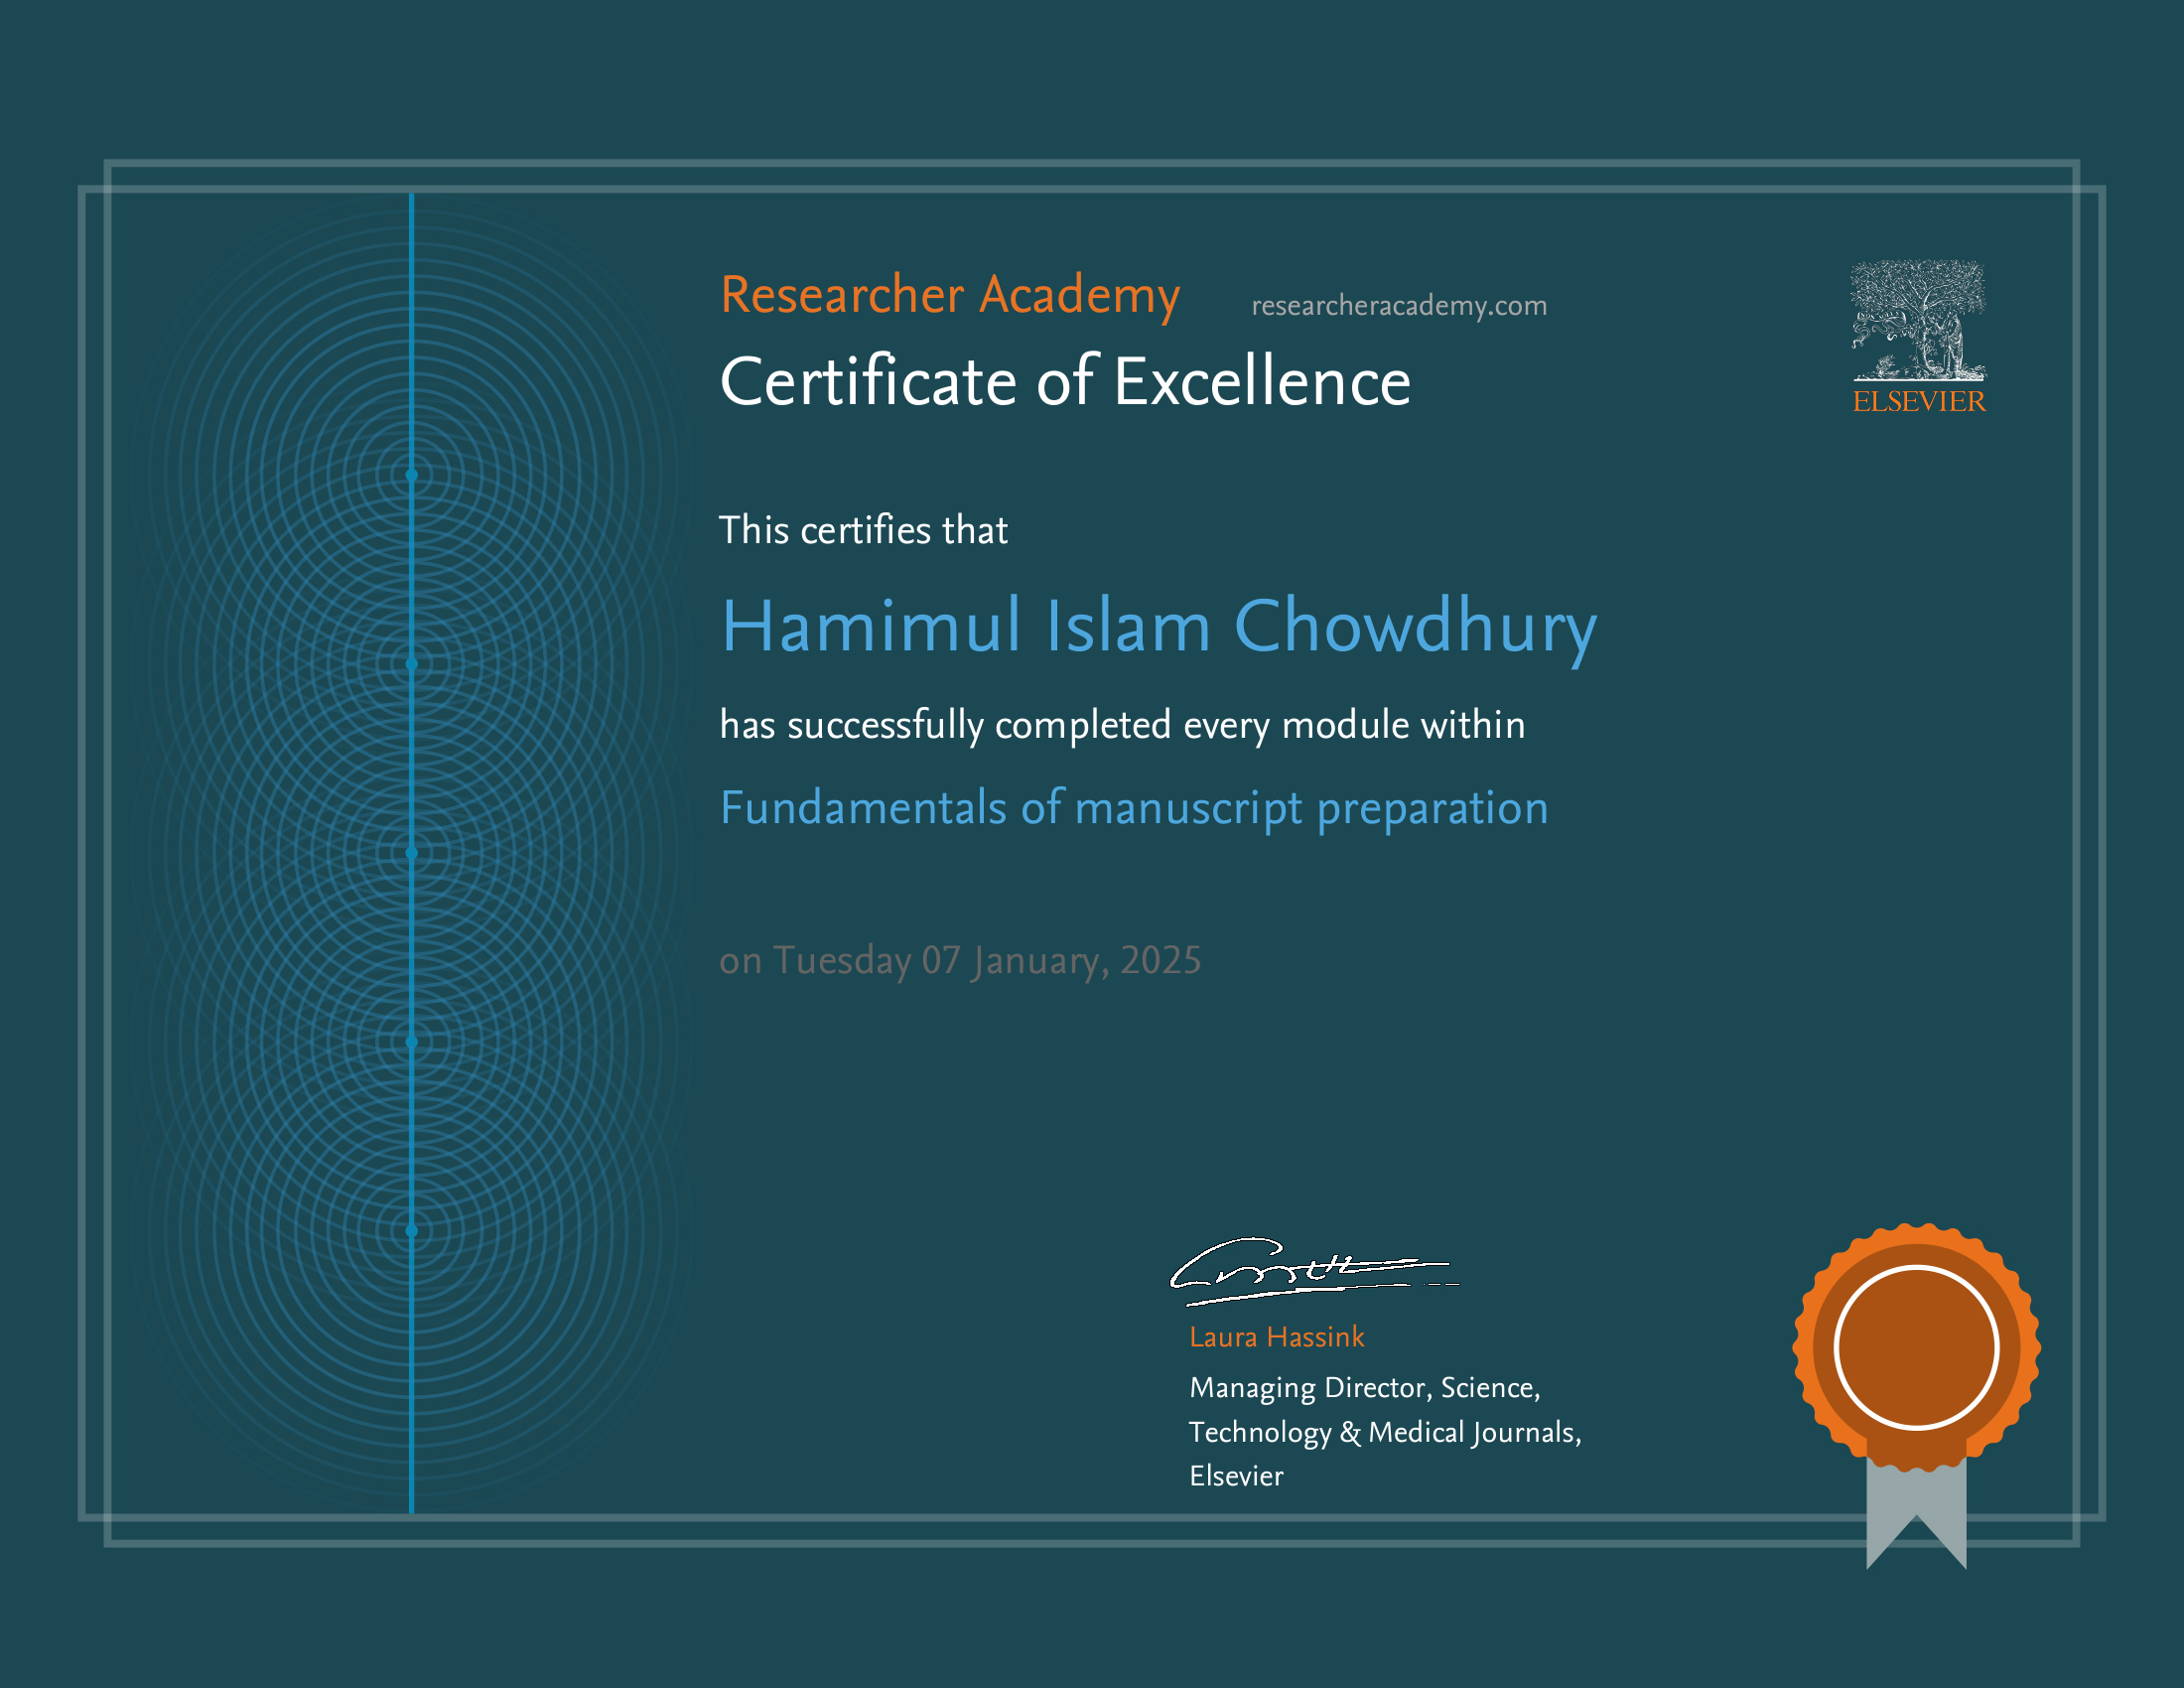 Researcher Academy researcheracademy.com
Certificate of Excellence
ELSEVIER
This certifies that
Hamimul Islam Chowdhury
has successfully completed every module within
Fundamentals of manuscript preparation
on Tuesday 07 January, 2025
Laura Hassink
Managing Director, Science,
Technology & Medical Journals,
Elsevier